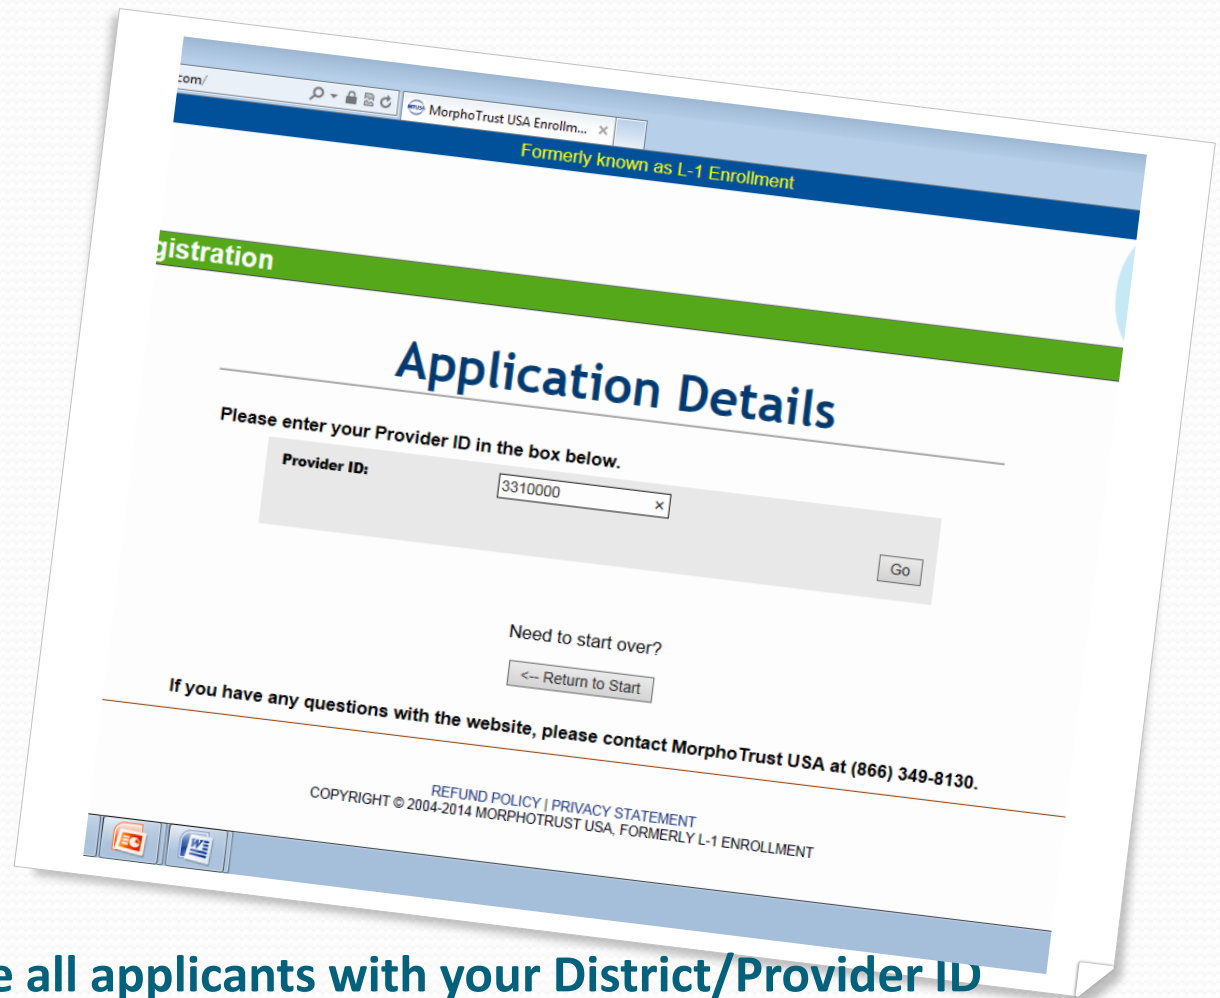 com/
MorphoTrust USA Enrollm... ×
Formerly known as L-1 Enrollment
gistration
Application Details
Please enter your Provider ID in the box below.
Provider ID: 3310000 ×
Go
Need to start over?
<-- Return to Start
If you have any questions with the website, please contact MorphoTrust USA at (866) 349-8130.
REFUND POLICY | PRIVACY STATEMENT
COPYRIGHT © 2004-2014 MORPHOTRUST USA, FORMERLY L-1 ENROLLMENT
e all applicants with your District/Provider ID